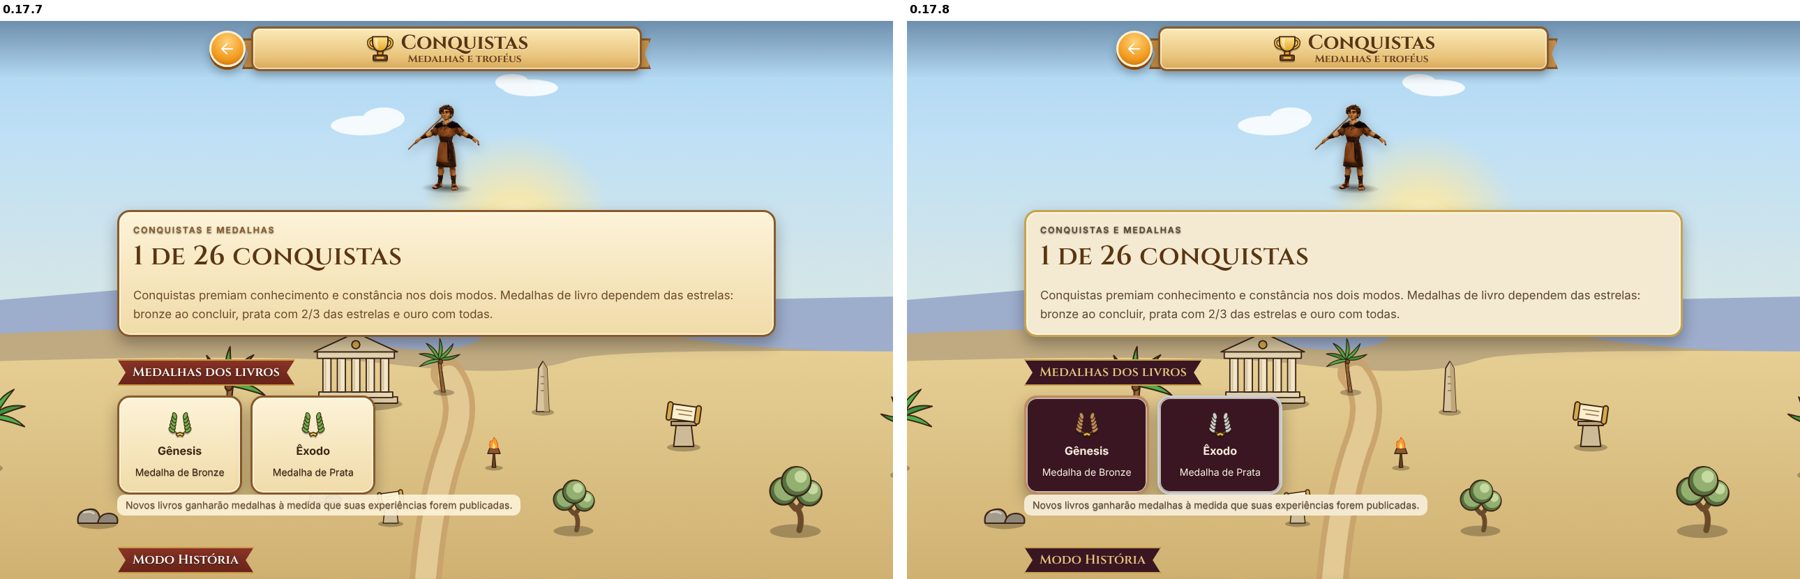 0.17.7
Conquistas
Medalhas e troféus
CONQUISTAS E MEDALHAS
1 de 26 conquistas
Conquistas premiam conhecimento e constância nos dois modos. Medalhas de livro dependem das estrelas:
bronze ao concluir, prata com 2/3 das estrelas e ouro com todas.
Medalhas dos livros
Gênesis
Medalha de Bronze
Êxodo
Medalha de Prata
Novos livros ganharão medalhas à medida que suas experiências forem publicadas.
Modo História
0.17.8
Conquistas
Medalhas e troféus
CONQUISTAS E MEDALHAS
1 de 26 conquistas
Conquistas premiam conhecimento e constância nos dois modos. Medalhas de livro dependem das estrelas:
bronze ao concluir, prata com 2/3 das estrelas e ouro com todas.
Medalhas dos livros
Gênesis
Medalha de Bronze
Êxodo
Medalha de Prata
Novos livros ganharão medalhas à medida que suas experiências forem publicadas.
Modo História